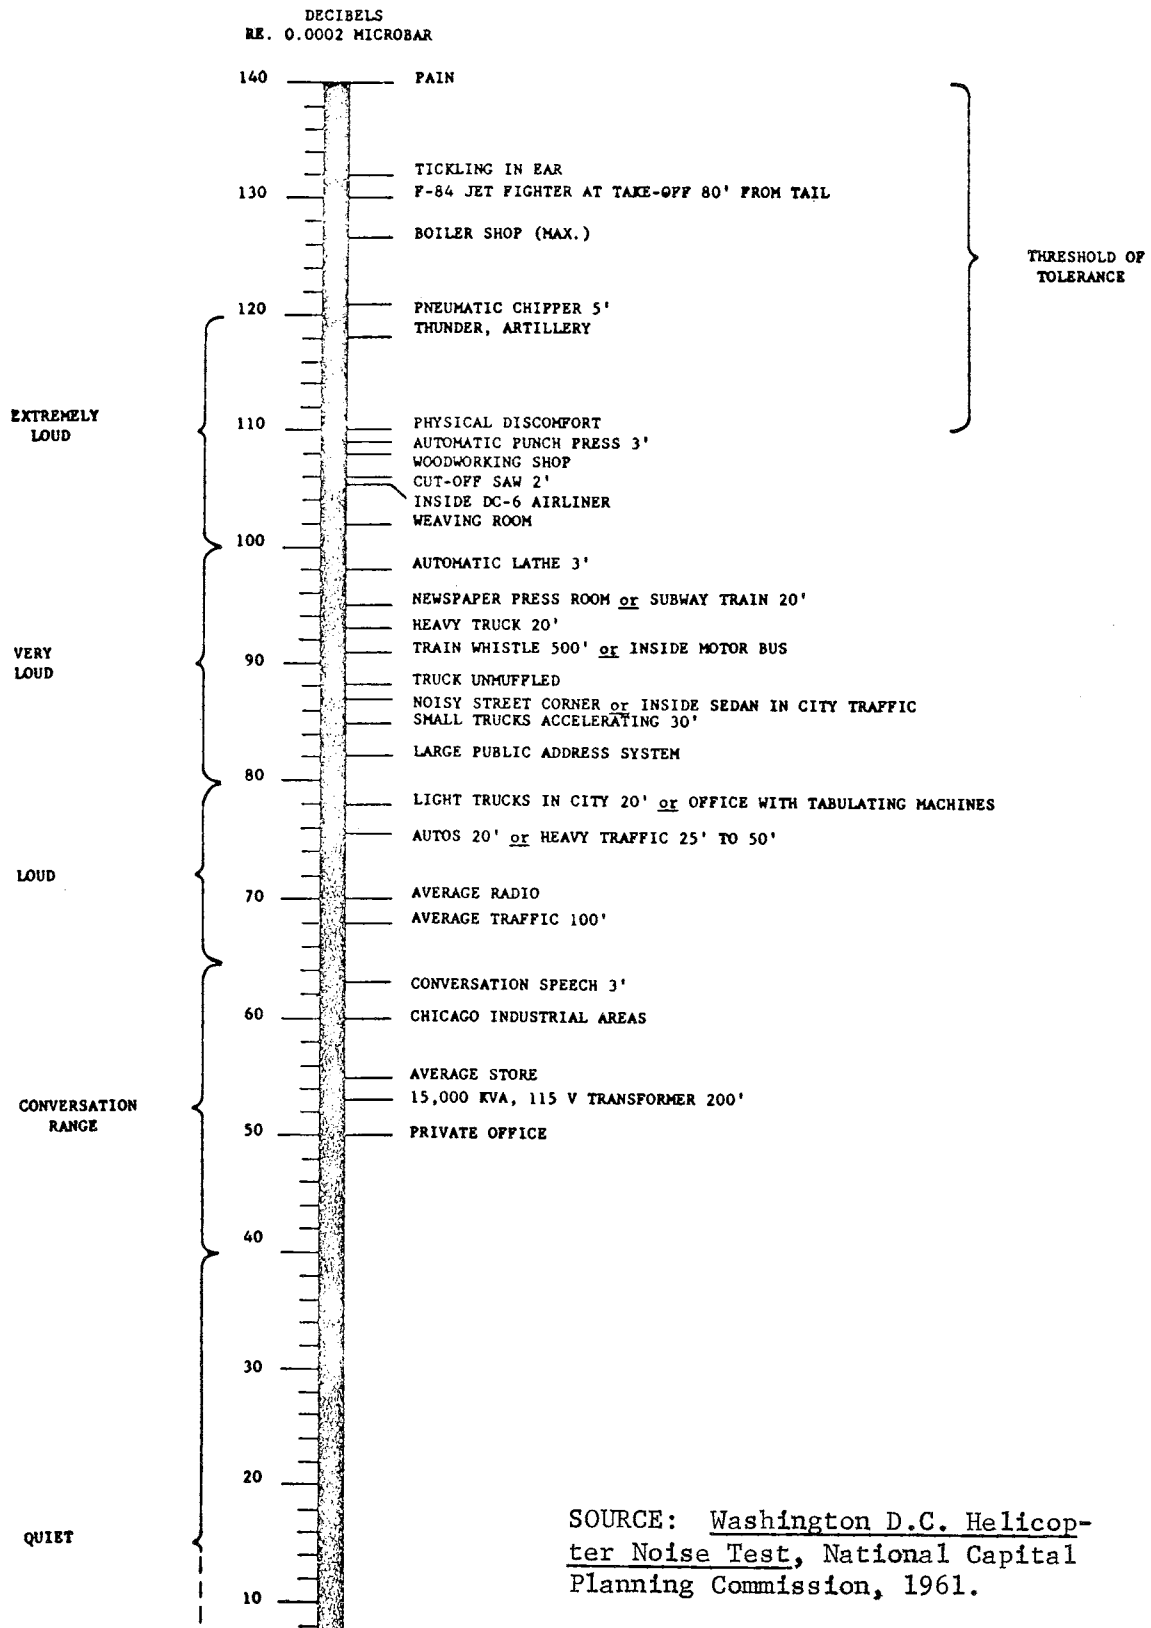 DECIBELS
RE. 0.0002 MICROBAR
140 PAIN
TICKLING IN EAR
130 F-84 JET FIGHTER AT TAKE-OFF 80' FROM TAIL
BOILER SHOP (MAX.)
THRESHOLD OF
TOLERANCE
120 PNEUMATIC CHIPPER 5'
THUNDER, ARTILLERY
EXTREMELY
LOUD
110 PHYSICAL DISCOMFORT
AUTOMATIC PUNCH PRESS 3'
WOODWORKING SHOP
CUT-OFF SAW 2'
INSIDE DC-6 AIRLINER
WEAVING ROOM
100
AUTOMATIC LATHE 3'
NEWSPAPER PRESS ROOM or SUBWAY TRAIN 20'
HEAVY TRUCK 20'
TRAIN WHISTLE 500' or INSIDE MOTOR BUS
VERY
LOUD
90
TRUCK UNMUFFLED
NOISY STREET CORNER or INSIDE SEDAN IN CITY TRAFFIC
SMALL TRUCKS ACCELERATING 30'
LARGE PUBLIC ADDRESS SYSTEM
80
LIGHT TRUCKS IN CITY 20' or OFFICE WITH TABULATING MACHINES
AUTOS 20' or HEAVY TRAFFIC 25' TO 50'
LOUD
70 AVERAGE RADIO
AVERAGE TRAFFIC 100'
CONVERSATION SPEECH 3'
60 CHICAGO INDUSTRIAL AREAS
AVERAGE STORE
15,000 KVA, 115 V TRANSFORMER 200'
CONVERSATION
RANGE
50 PRIVATE OFFICE
40
30
20
QUIET
10
SOURCE: Washington D.C. Helicop-
ter Noise Test, National Capital
Planning Commission, 1961.